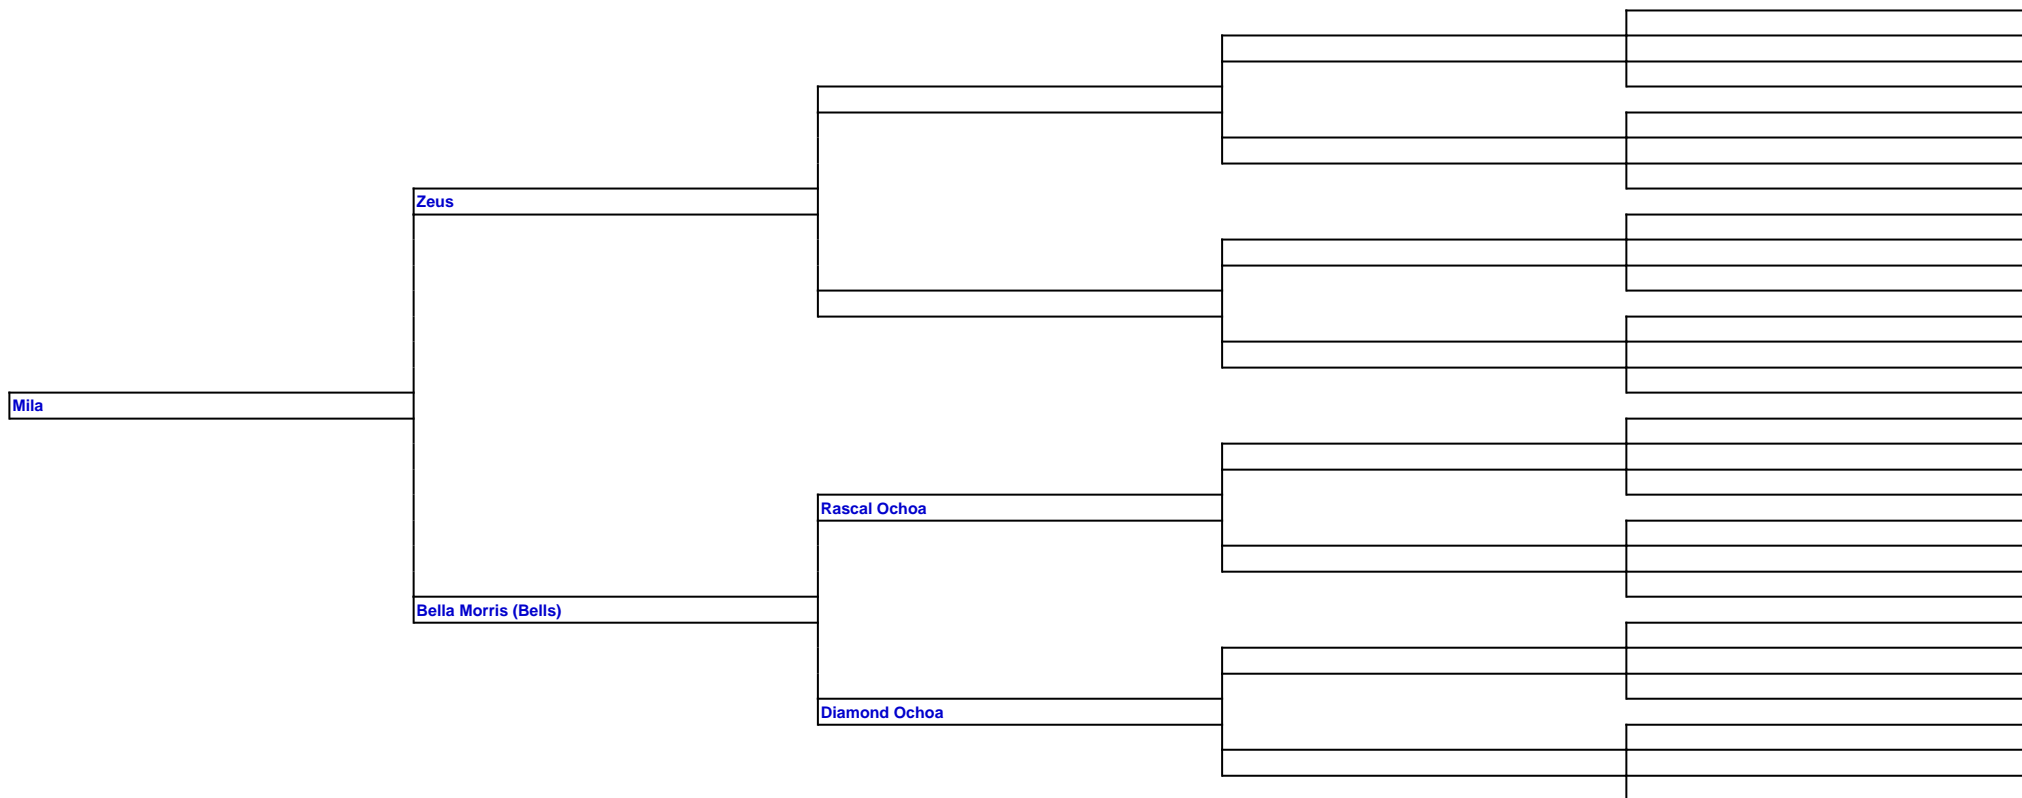 Zeus
Mila
Rascal Ochoa
Bella Morris (Bells)
Diamond Ochoa